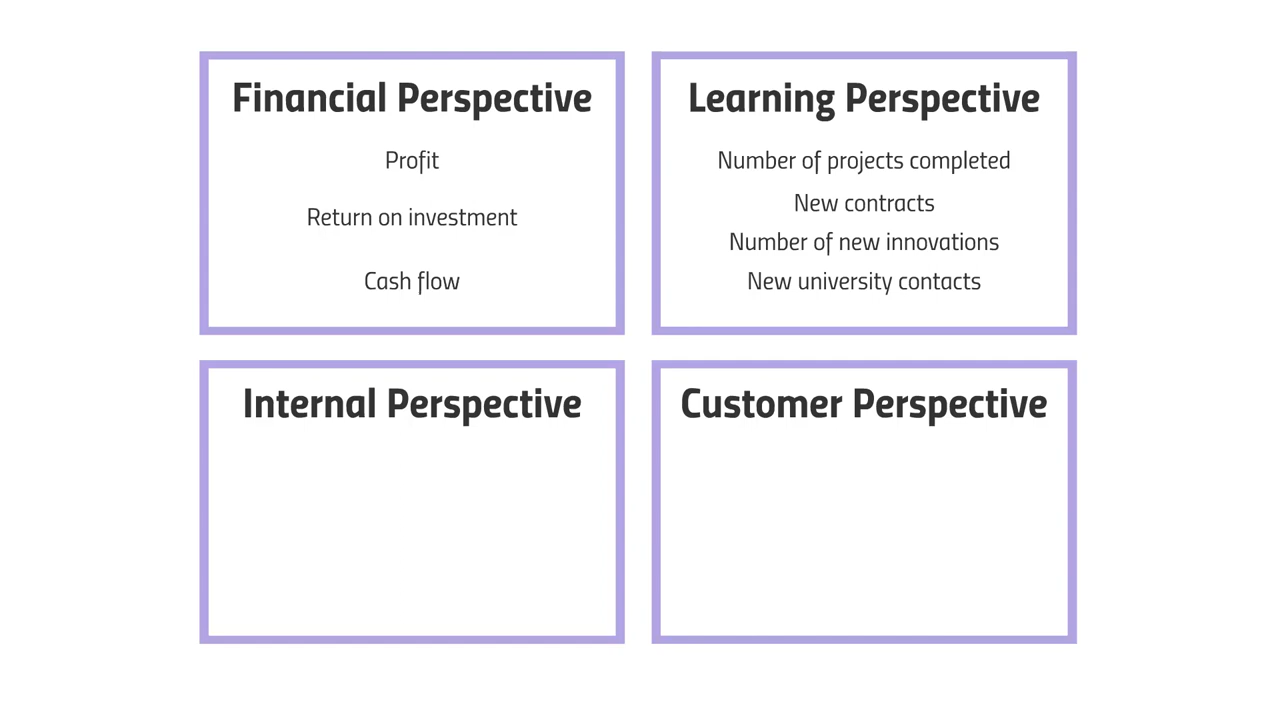 Financial Perspective
Profit
Return on investment
Cash flow
Learning Perspective
Number of projects completed
New contracts
Number of new innovations
New university contacts
Internal Perspective
Customer Perspective